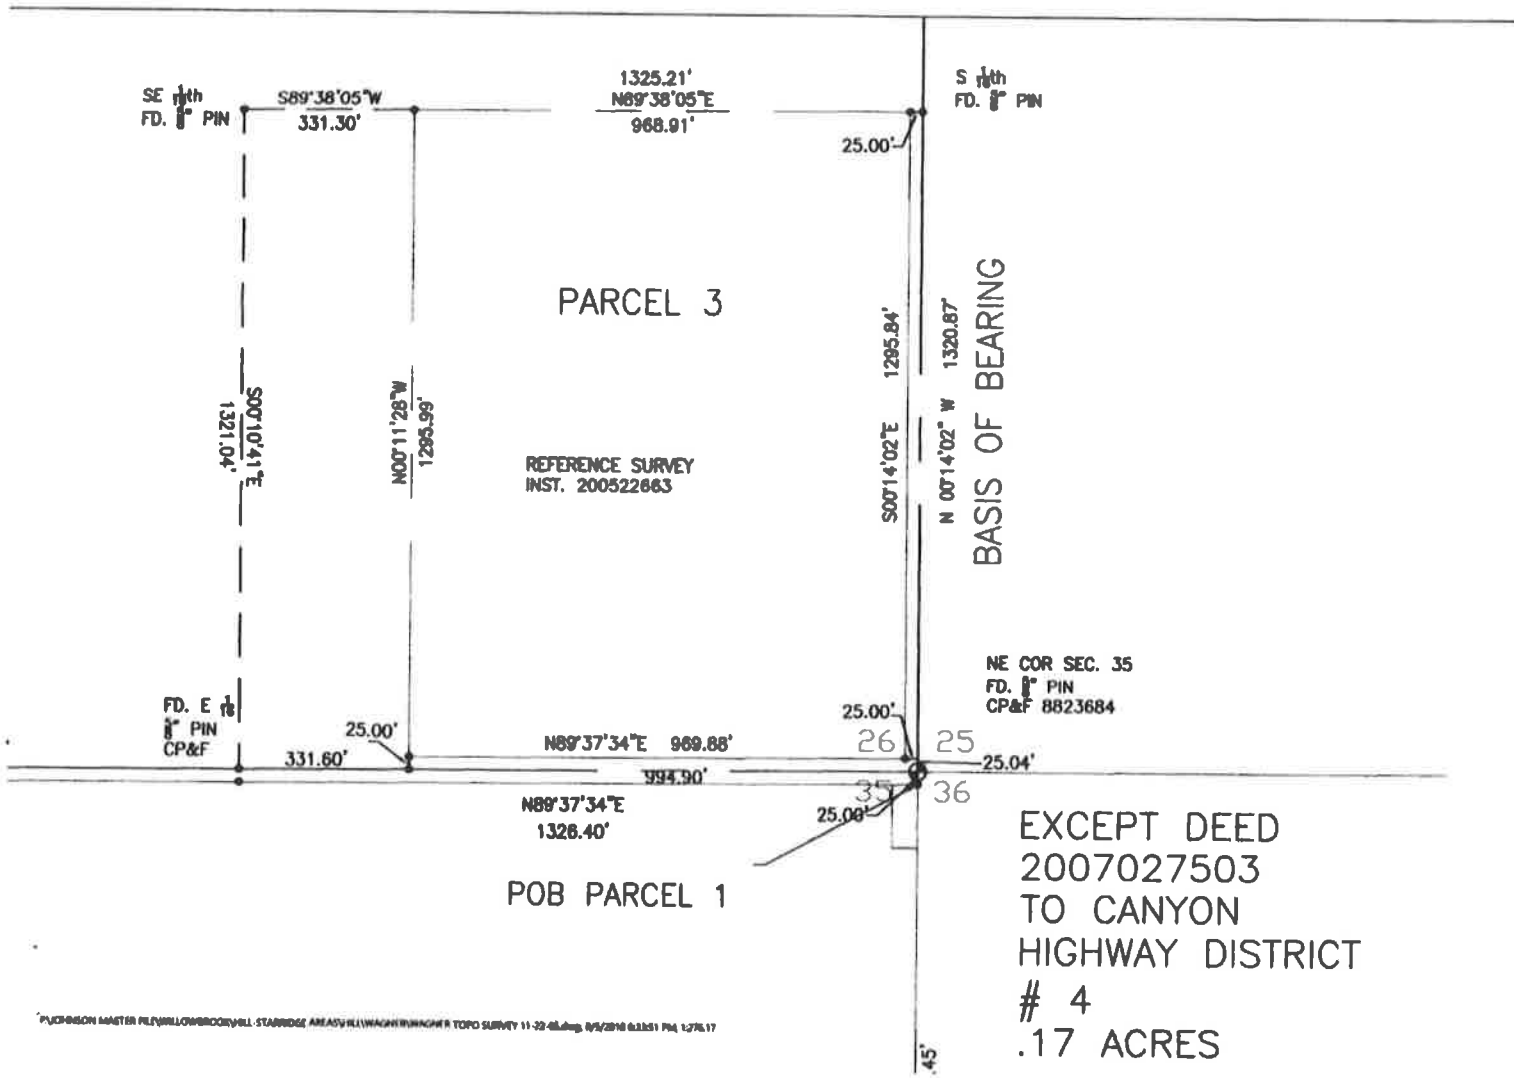 1325.21'
SE 1/16th
FD. 5/8" PIN
S89°38'05"W
331.30'
N89°38'05"E
968.91'
S 1/16th
FD. 5/8" PIN
25.00'
PARCEL 3
1295.84'
S00°14'02"E
1320.87'
N 00°14'02" W
BASIS OF BEARING
S00°10'41"E
1321.04'
N00°11'28"W
1295.99'
REFERENCE SURVEY
INST. 200522663
NE COR SEC. 35
FD. 5/8" PIN
CP&F 8823684
FD. E 1/16
5/8" PIN
CP&F
25.00'
25.00'
N89°37'34"E 969.88'
26
25
331.60'
25.04'
994.90'
35
36
N89°37'34"E
1326.40'
25.00'
POB PARCEL 1
EXCEPT DEED
2007027503
TO CANYON
HIGHWAY DISTRICT
# 4
.17 ACRES
.45'